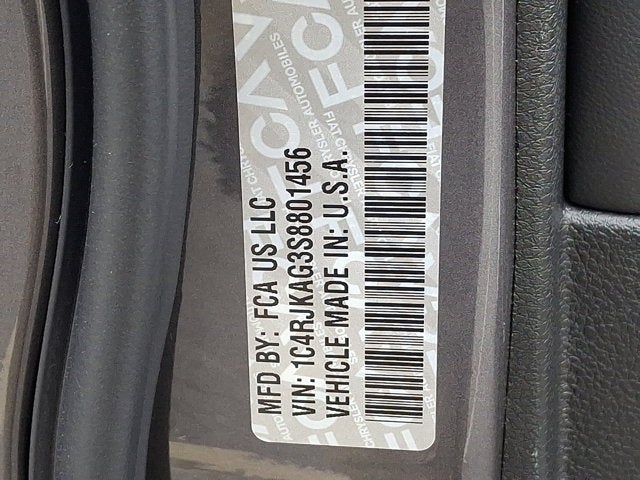 MFD BY: FCA US LLC
VIN: 1C4RJKAG3S8801456
VEHICLE MADE IN: U.S.A.